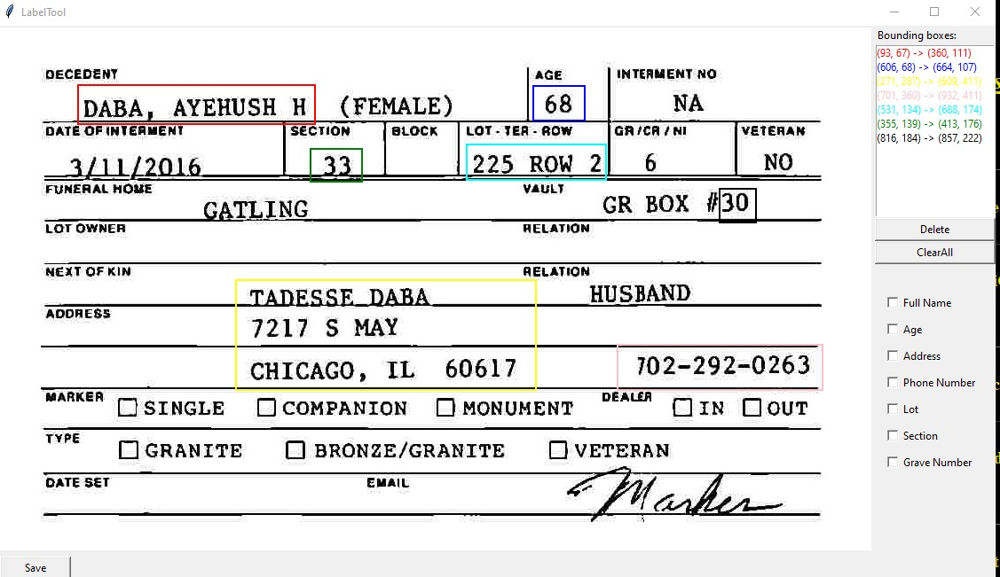 LabelTool
Bounding boxes:
(93, 67) -> (360, 111)
(606, 68) -> (664, 107)
(271, 287) -> (609, 411)
(701, 360) -> (932, 411)
(531, 134) -> (688, 174)
(355, 139) -> (413, 176)
(816, 184) -> (857, 222)
Delete
ClearAll
Full Name
Age
Address
Phone Number
Lot
Section
Grave Number
DECEDENT AGE INTERMENT NO
DABA, AYEHUSH H (FEMALE) 68 NA
DATE OF INTERMENT SECTION BLOCK LOT - TER - ROW GR/CR/NI VETERAN
3/11/2016 33 225 ROW 2 6 NO
FUNERAL HOME VAULT
GATLING GR BOX #30
LOT OWNER RELATION
NEXT OF KIN RELATION
TADESSE DABA HUSBAND
ADDRESS
7217 S MAY
CHICAGO, IL 60617 702-292-0263
MARKER SINGLE COMPANION MONUMENT DEALER IN OUT
TYPE GRANITE BRONZE/GRANITE VETERAN
DATE SET EMAIL
Marker
Save